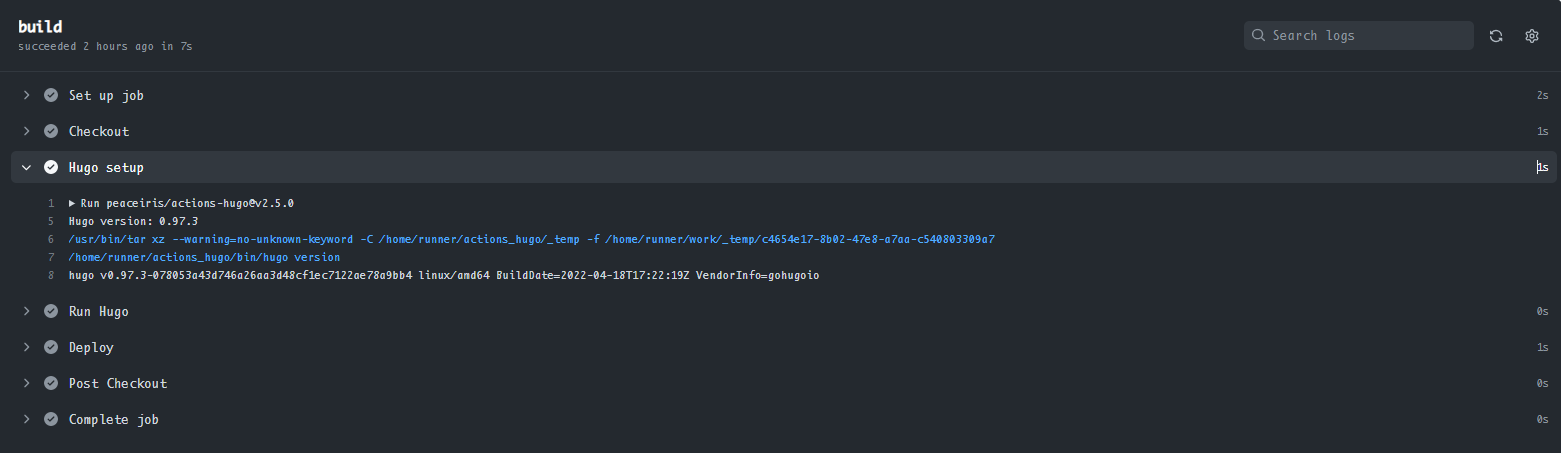 build
succeeded 2 hours ago in 7s
Search logs
Set up job 2s
Checkout 1s
Hugo setup 1s
1 Run peaceiris/actions-hugo@v2.5.0
5 Hugo version: 0.97.3
6 /usr/bin/tar xz --warning=no-unknown-keyword -C /home/runner/actions_hugo/_temp -f /home/runner/work/_temp/c4654e17-8b02-47e8-a7aa-c540803309a7
7 /home/runner/actions_hugo/bin/hugo version
8 hugo v0.97.3-078053a43d746a26aa3d48cf1ec7122ae78a9bb4 linux/amd64 BuildDate=2022-04-18T17:22:19Z VendorInfo=gohugoio
Run Hugo 0s
Deploy 1s
Post Checkout 0s
Complete job 0s